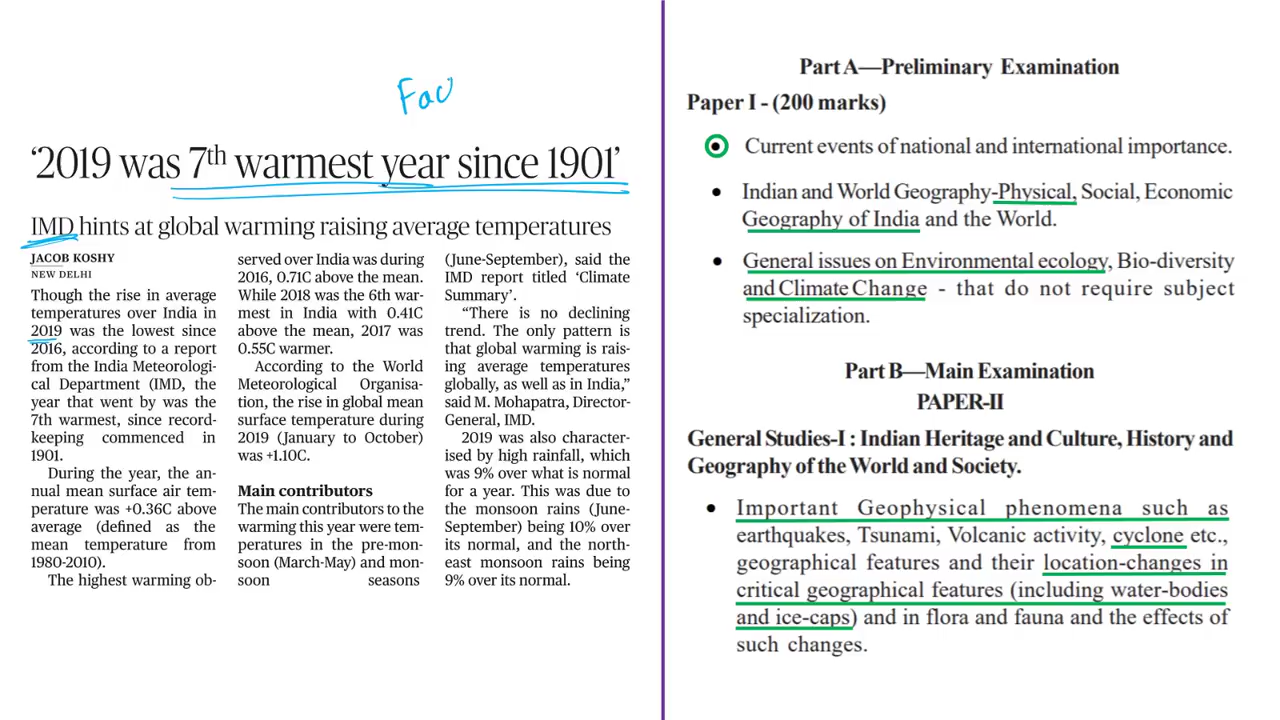 Fac
‘2019 was 7th warmest year since 1901’
IMD hints at global warming raising average temperatures
JACOB KOSHY
NEW DELHI
Though the rise in average
temperatures over India in
2019 was the lowest since
2016, according to a report
from the India Meteorologi-
cal Department (IMD, the
year that went by was the
7th warmest, since record-
keeping commenced in
1901.
During the year, the an-
nual mean surface air tem-
perature was +0.36C above
average (defined as the
mean temperature from
1980-2010).
The highest warming ob-
served over India was during
2016, 0.71C above the mean.
While 2018 was the 6th war-
mest in India with 0.41C
above the mean, 2017 was
0.55C warmer.
According to the World
Meteorological Organisa-
tion, the rise in global mean
surface temperature during
2019 (January to October)
was +1.10C.
Main contributors
The main contributors to the
warming this year were tem-
peratures in the pre-mon-
soon (March-May) and mon-
soon seasons
(June-September), said the
IMD report titled ‘Climate
Summary’.
“There is no declining
trend. The only pattern is
that global warming is rais-
ing average temperatures
globally, as well as in India,”
said M. Mohapatra, Director-
General, IMD.
2019 was also character-
ised by high rainfall, which
was 9% over what is normal
for a year. This was due to
the monsoon rains (June-
September) being 10% over
its normal, and the north-
east monsoon rains being
9% over its normal.
Part A—Preliminary Examination
Paper I - (200 marks)
Current events of national and international importance.
• Indian and World Geography-Physical, Social, Economic
Geography of India and the World.
• General issues on Environmental ecology, Bio-diversity
and Climate Change - that do not require subject
specialization.
Part B—Main Examination
PAPER-II
General Studies-I : Indian Heritage and Culture, History and
Geography of the World and Society.
• Important Geophysical phenomena such as
earthquakes, Tsunami, Volcanic activity, cyclone etc.,
geographical features and their location-changes in
critical geographical features (including water-bodies
and ice-caps) and in flora and fauna and the effects of
such changes.